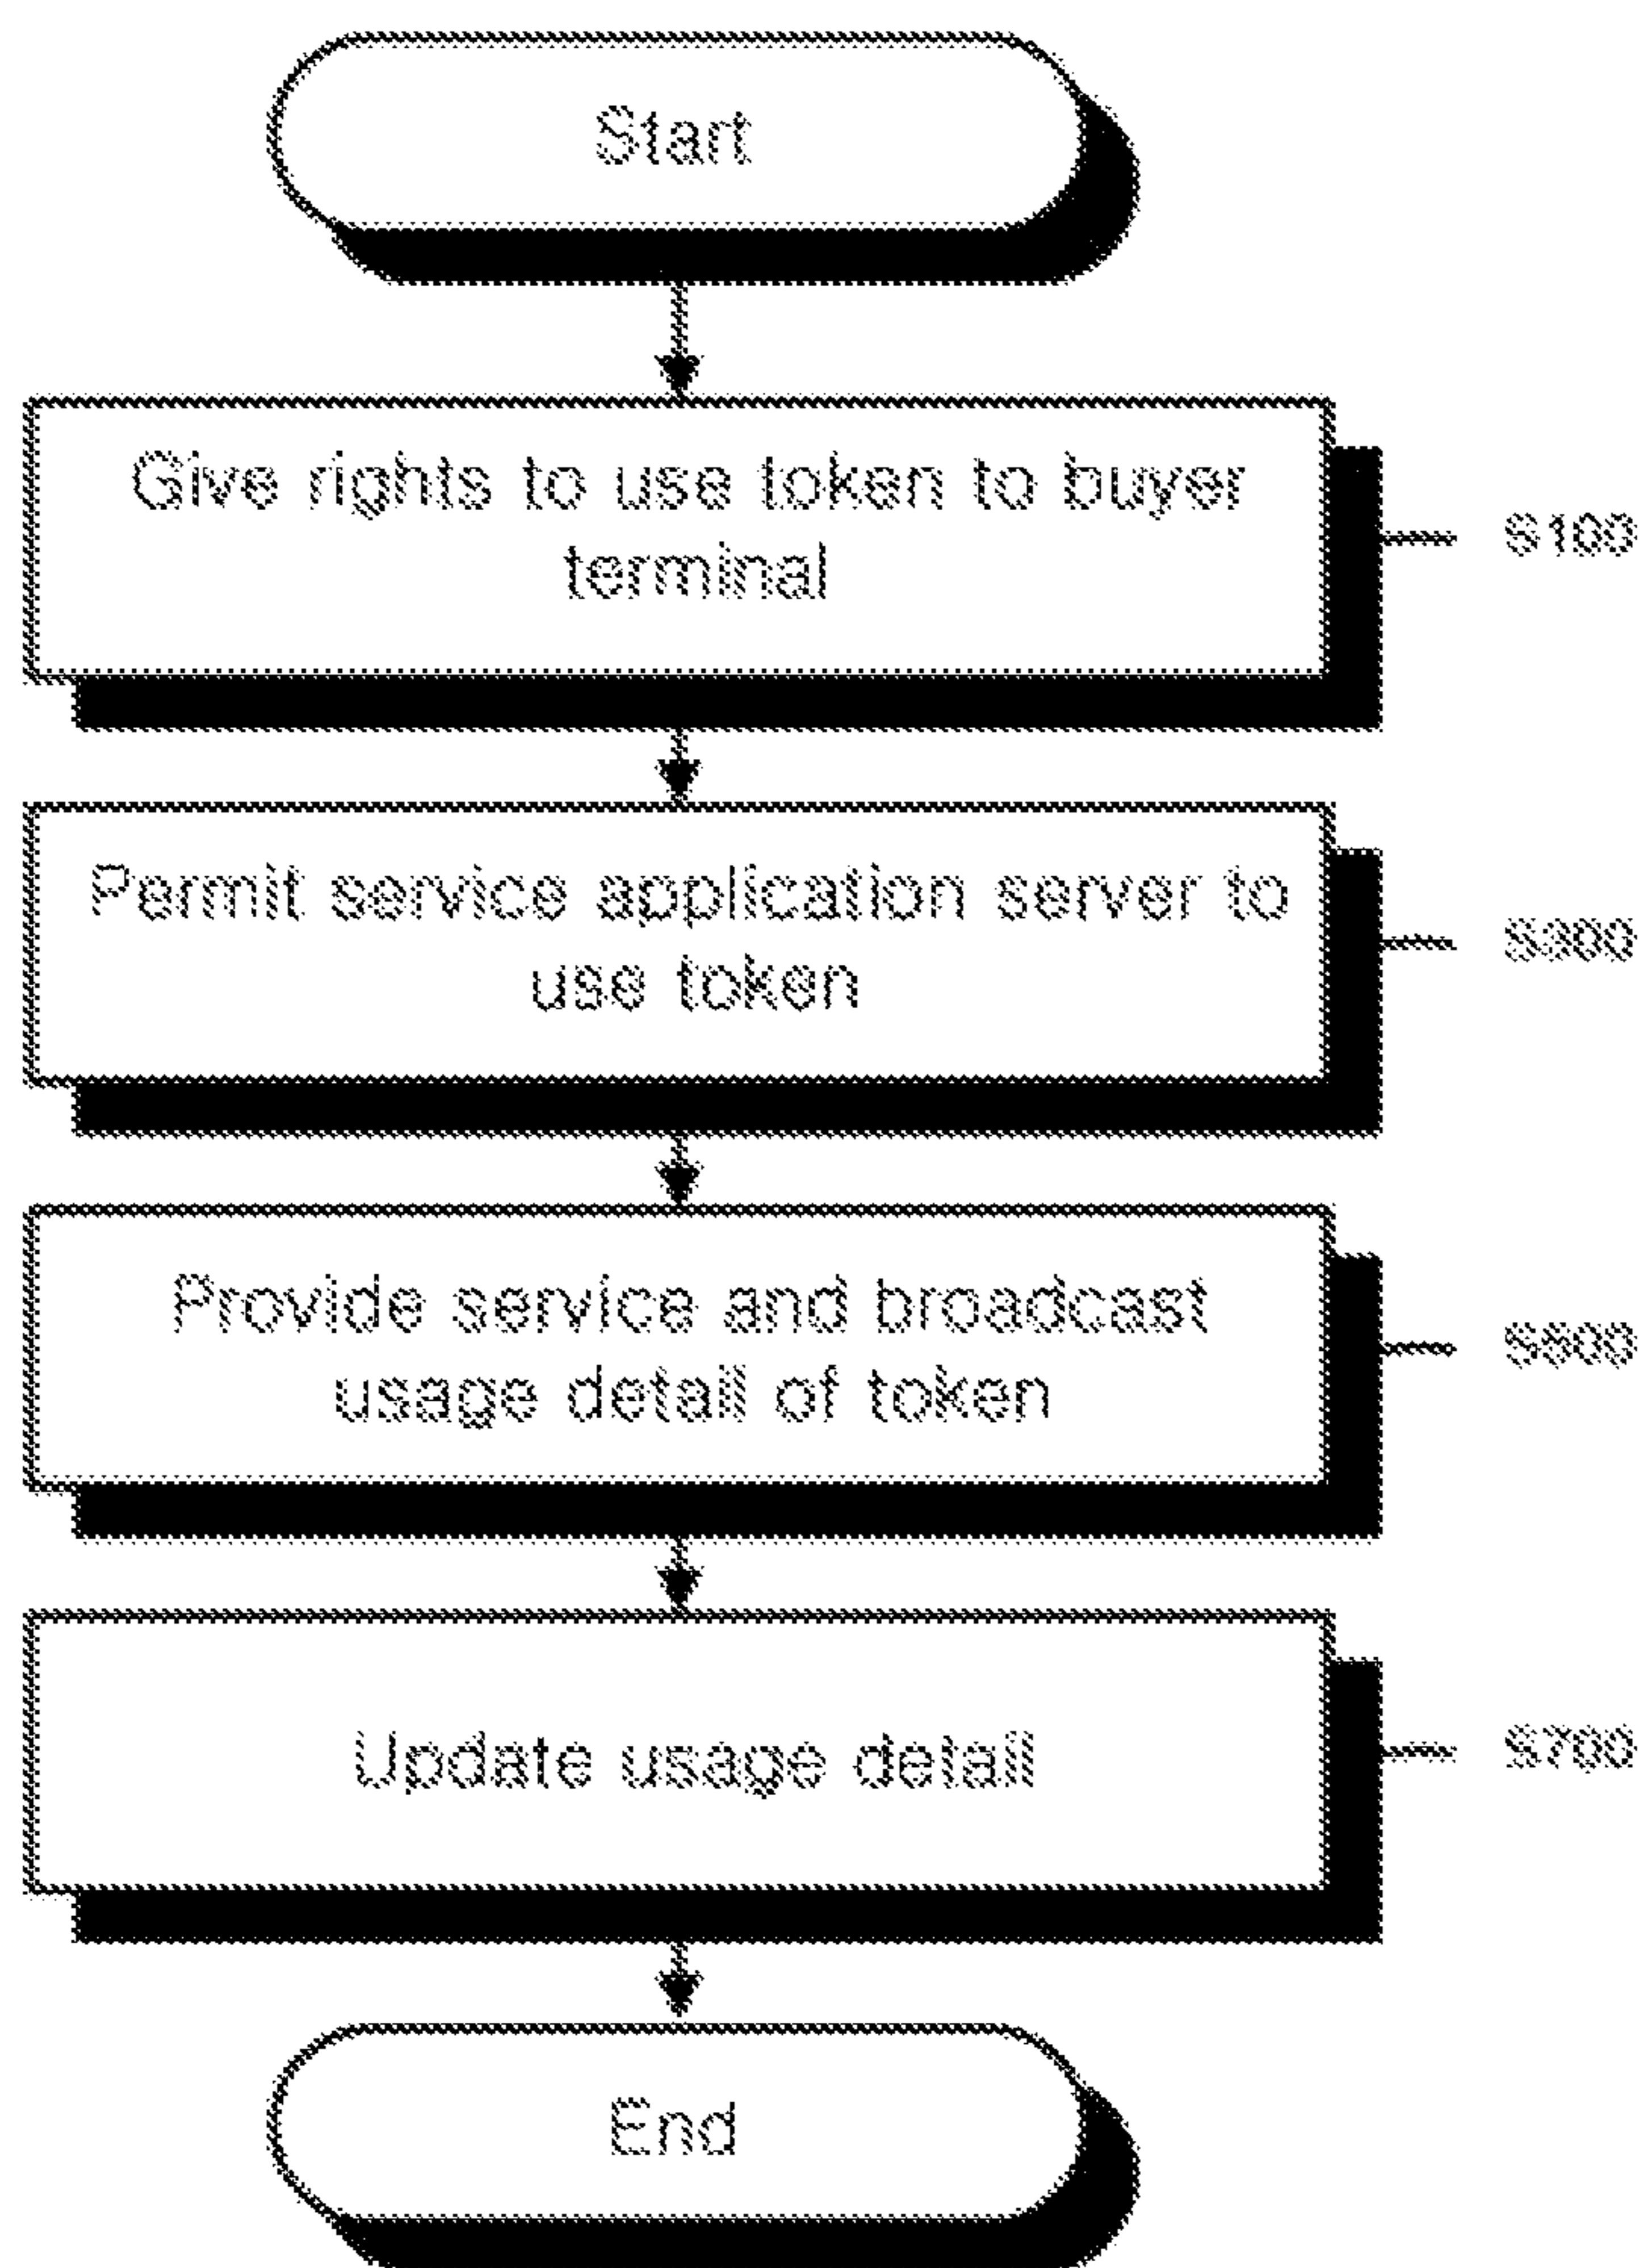 Start
Give rights to use token to buyer
terminal
S100
Permit service application server to
use token
S300
Provide service and broadcast
usage detail of token
S500
Update usage detail
S700
End